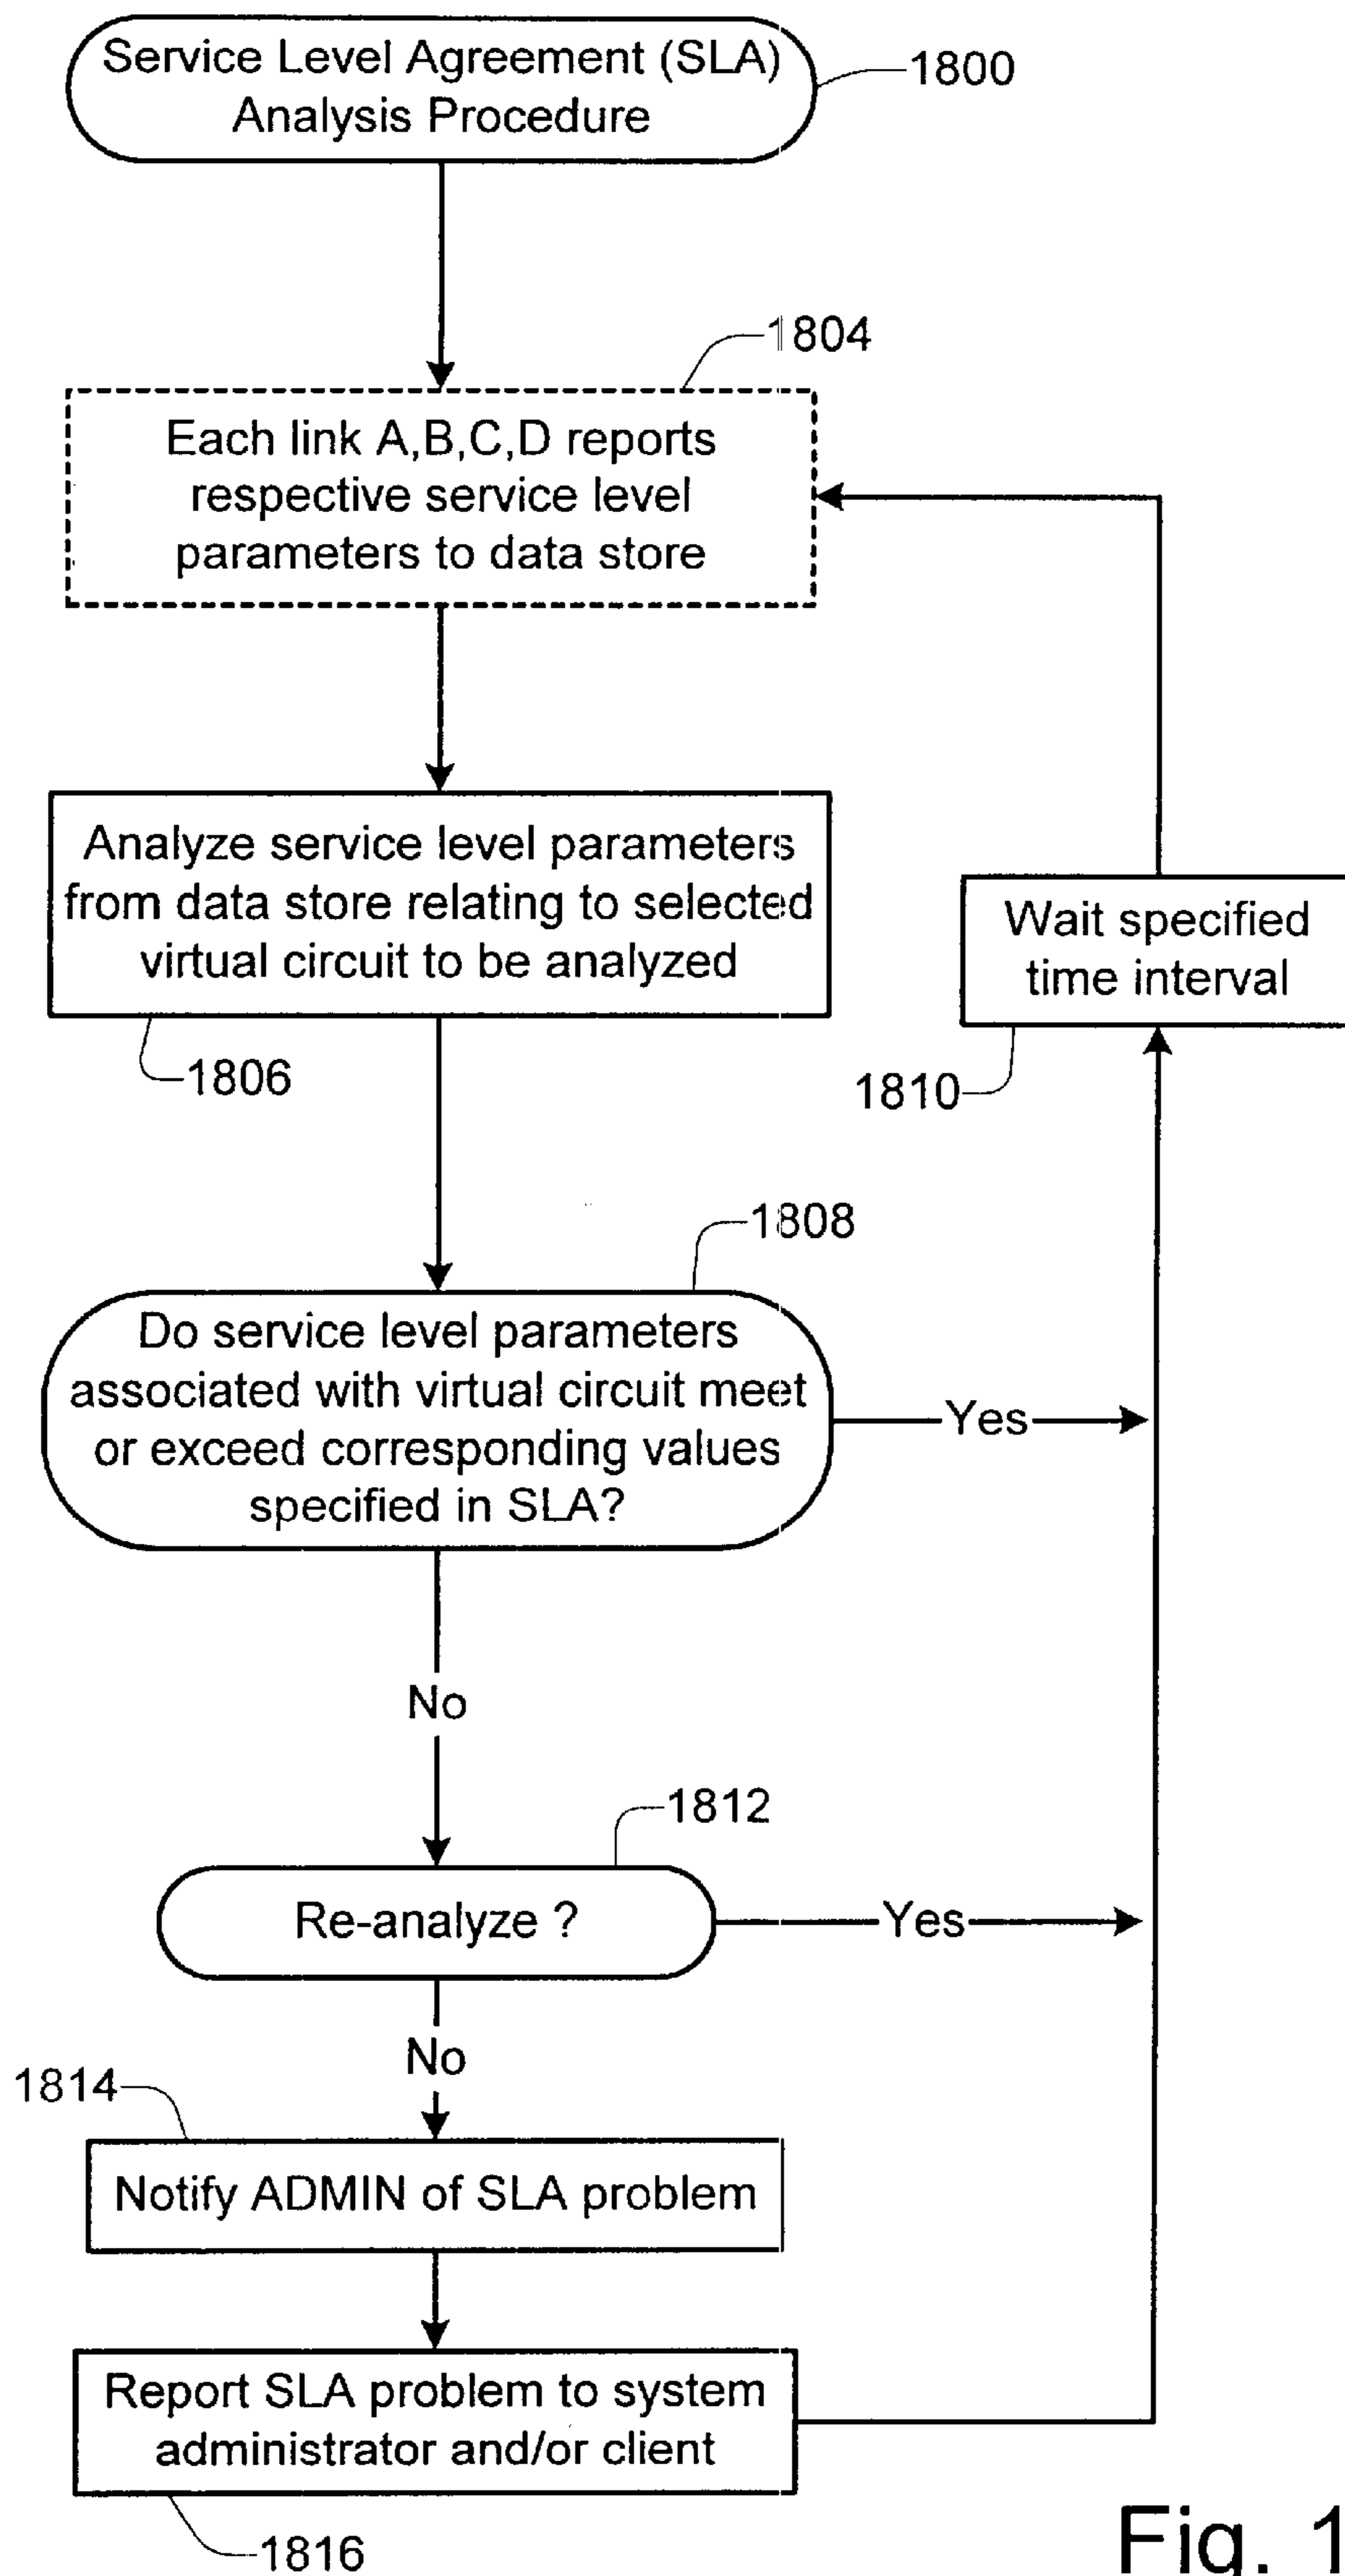 Service Level Agreement (SLA)
Analysis Procedure
1800
1804
Each link A,B,C,D reports
respective service level
parameters to data store
Analyze service level parameters
from data store relating to selected
virtual circuit to be analyzed
1806
Wait specified
time interval
1810
1808
Do service level parameters
associated with virtual circuit meet
or exceed corresponding values
specified in SLA?
Yes
No
1812
Re-analyze ?
Yes
No
1814
Notify ADMIN of SLA problem
Report SLA problem to system
administrator and/or client
1816
Fig. 1